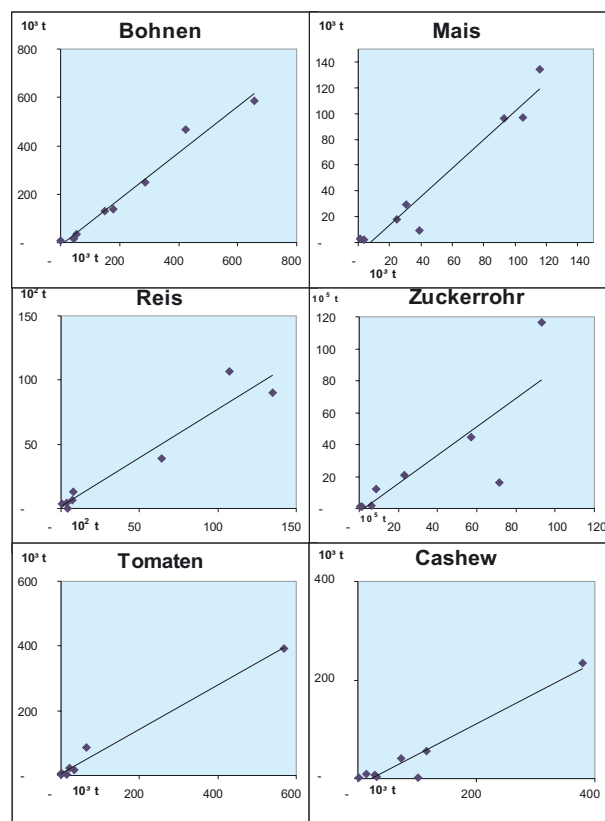 10³ t
Bohnen
800
600
400
200
-
- 10³ t 200 400 600 800
Mais
10³ t
140
120
100
80
60
40
20
-
- 20 40 60 80 100 120 140
10³ t
Reis
10² t
150
100
50
-
- 10² t 50 100 150
Zuckerrohr
10⁵ t
120
100
80
60
40
20
- 10⁵ t 20 40 60 80 100 120
Tomaten
10³ t
600
400
200
-
- 10³ t 200 400 600
Cashew
10³ t
400
200
-
- 10³ t 200 400